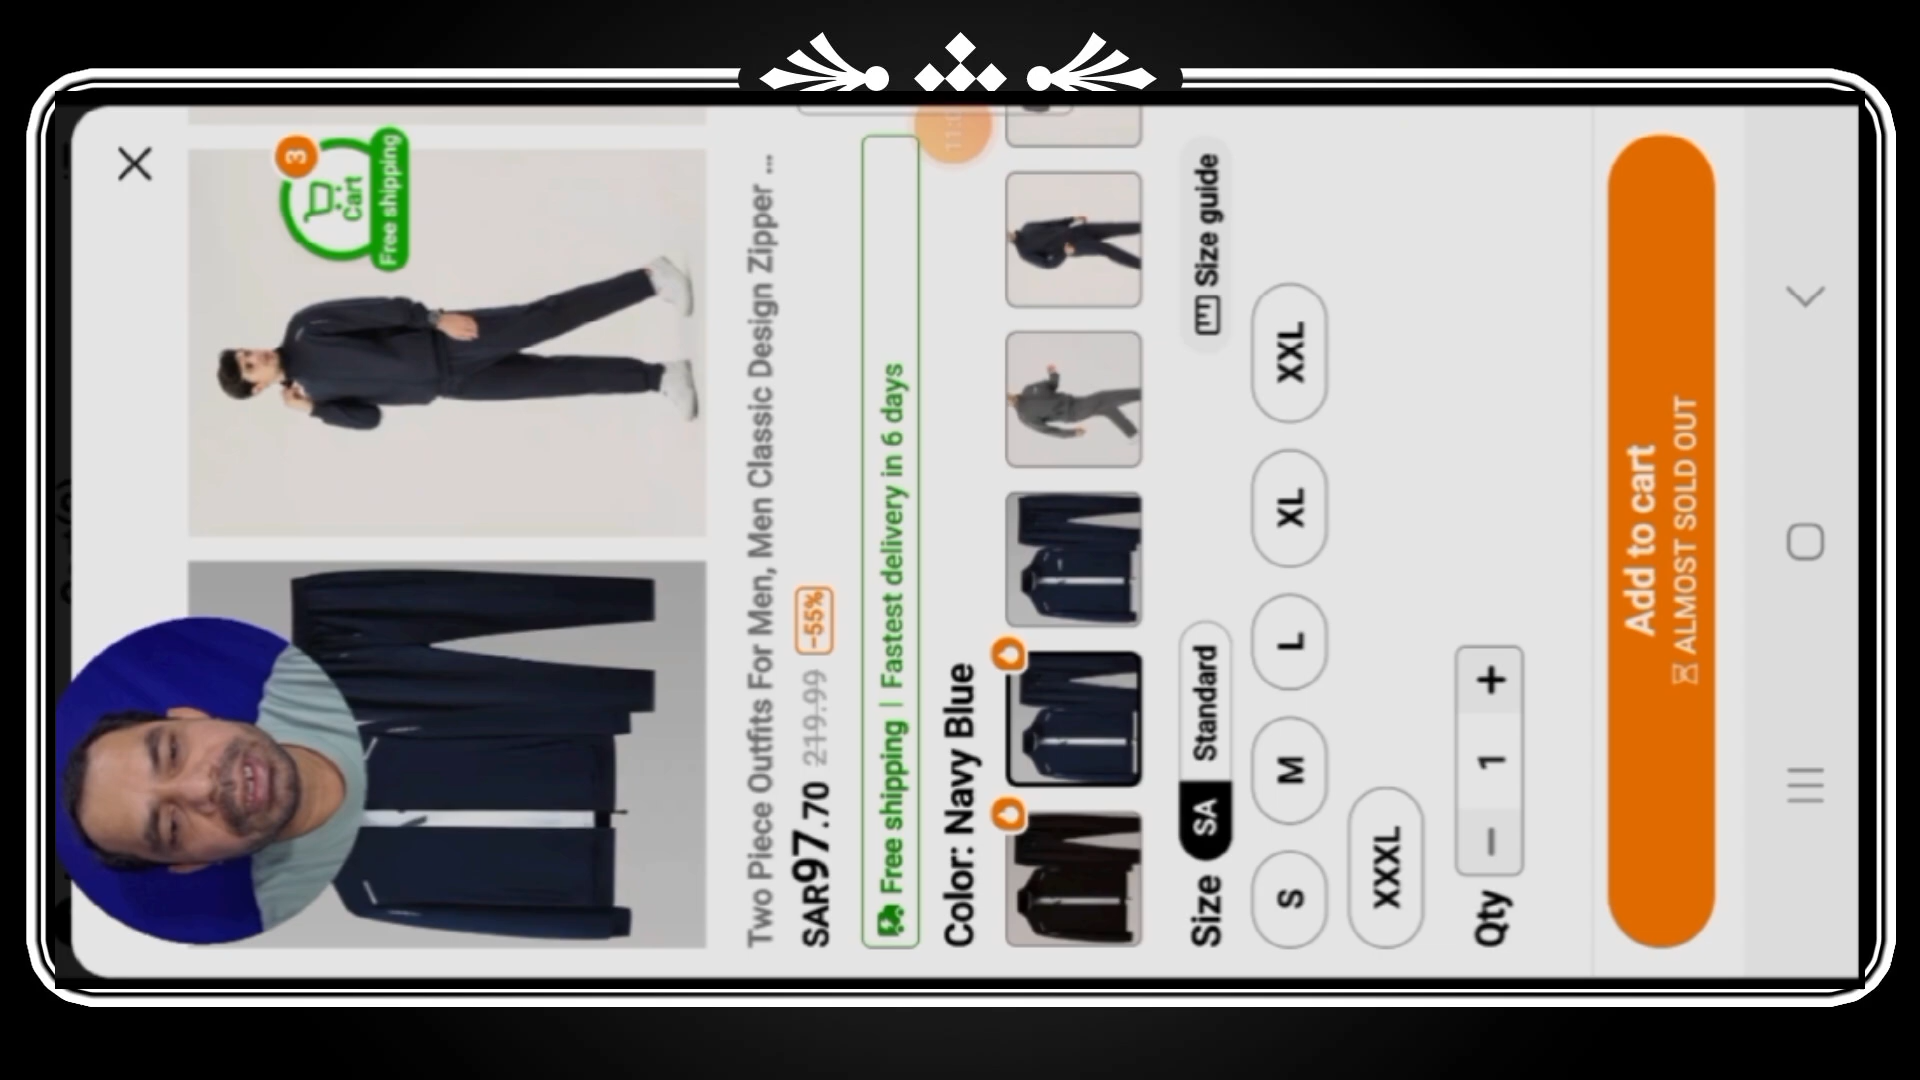 3
Cart
Free shipping
Two Piece Outfits For Men, Men Classic Design Zipper ...
SAR97.70 219.99 -55%
Free shipping | Fastest delivery in 6 days
Color: Navy Blue
Size SA Standard Size guide
S M L XL XXL
XXXL
Qty − 1 +
Add to cart
ALMOST SOLD OUT